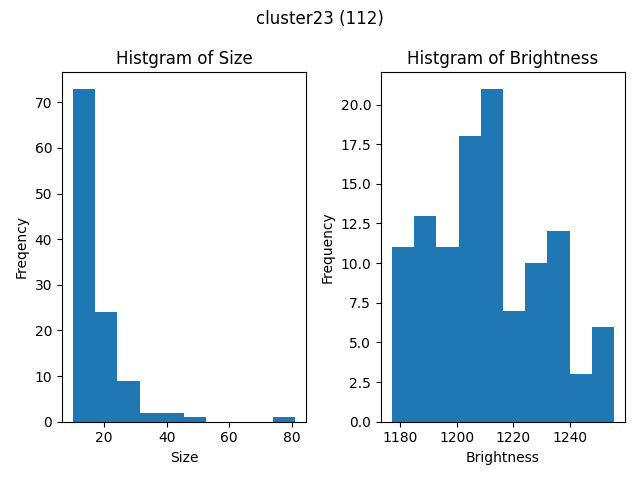 cluster23 (112)
Histgram of Size
Histgram of Brightness
Freqency
70
60
50
40
30
20
10
0
20 40 60 80
Size
Frequency
20.0
17.5
15.0
12.5
10.0
7.5
5.0
2.5
0.0
1180 1200 1220 1240
Brightness